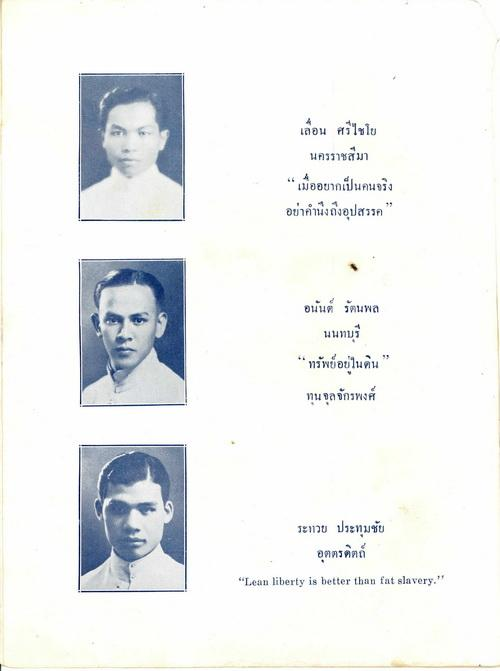 เลื่อน ศรีไชโย
นครราชสีมา
“เมื่ออยากเป็นคนจริง
อย่าคำนึงถึงอุปสรรค”
อนันต์ รัตนพล
นนทบุรี
“ทรัพย์อยู่ในดิน”
ทุนจุลจักรพงศ์
ระทวย ประทุมชัย
อุตตรดิตถ์
“Lean liberty is better than fat slavery.”